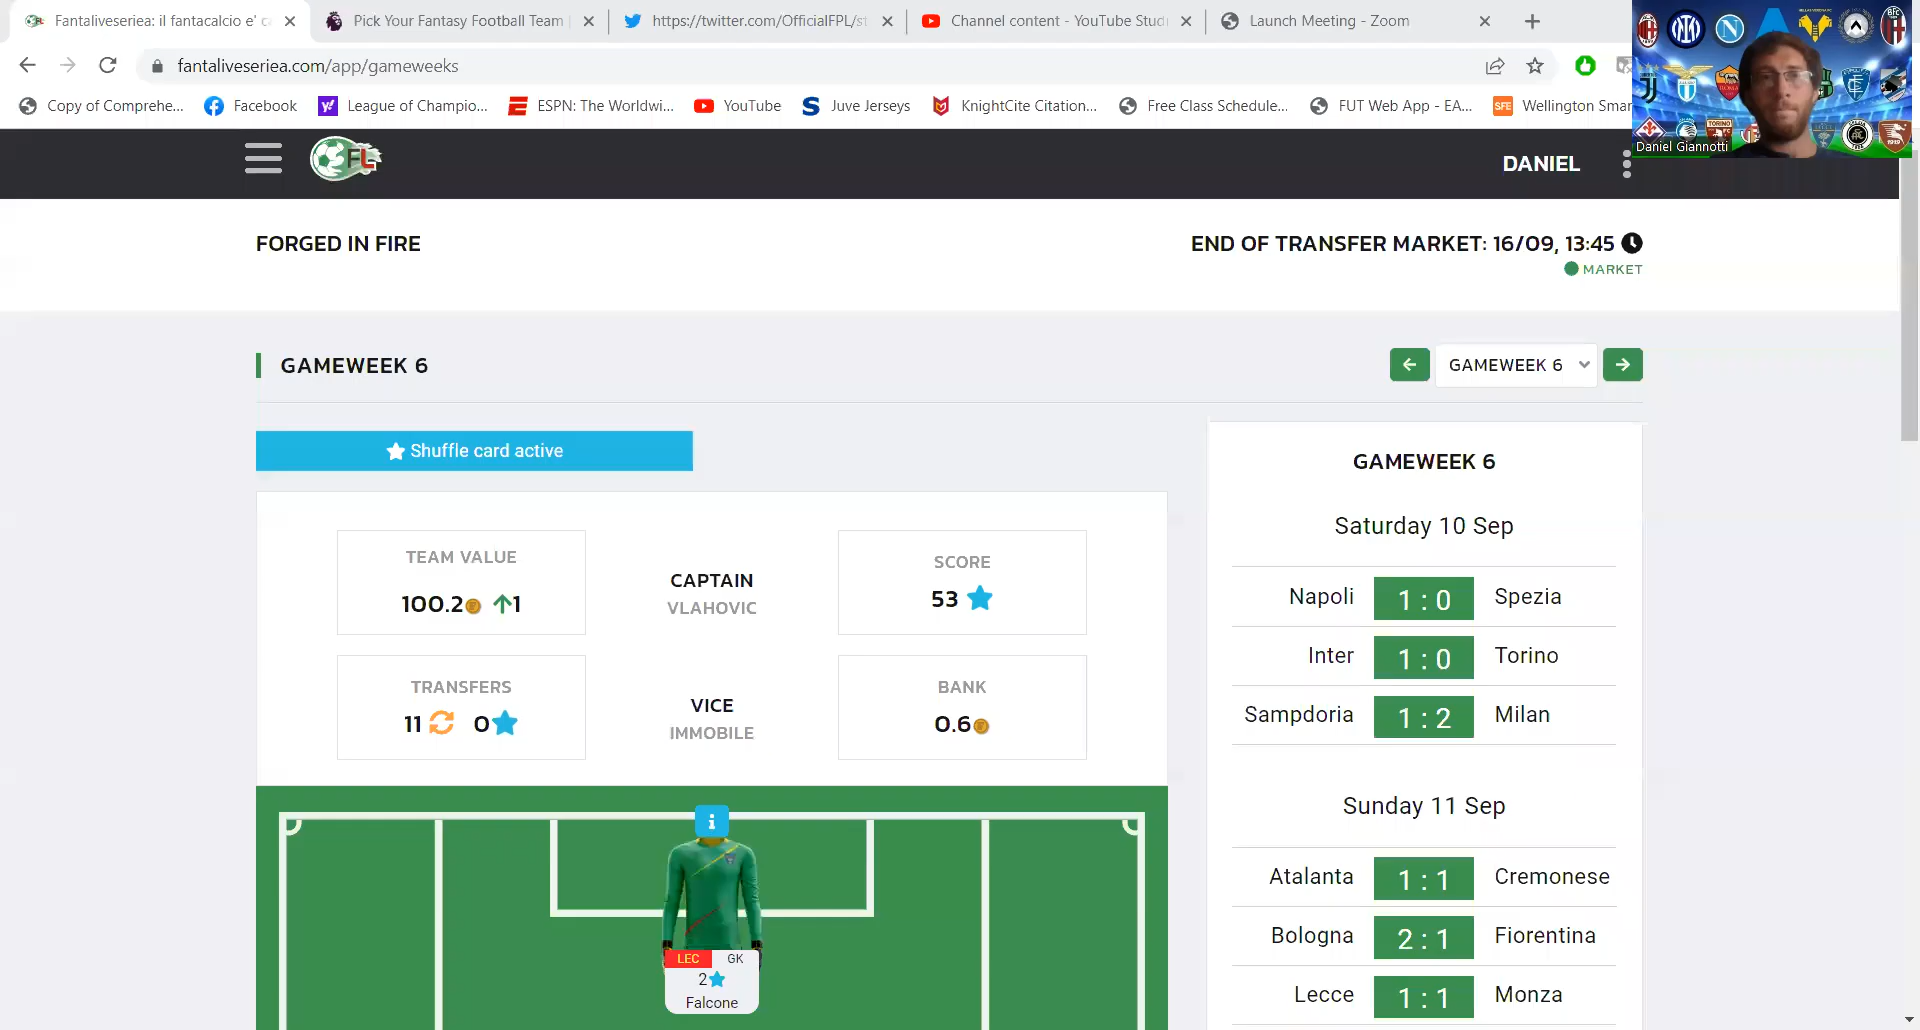 Fantaliveseriea: il fantacalcio e' c
Pick Your Fantasy Football Team
https://twitter.com/OfficialFPL/st
Channel content - YouTube Studi
Launch Meeting - Zoom
fantaliveseriea.com/app/gameweeks
Copy of Comprehe...
Facebook
League of Champio...
ESPN: The Worldwi...
YouTube
Juve Jerseys
KnightCite Citation...
Free Class Schedule...
FUT Web App - EA...
SFE
Wellington Smar
Daniel Giannotti
FL
DANIEL
FORGED IN FIRE
END OF TRANSFER MARKET: 16/09, 13:45
MARKET
GAMEWEEK 6
GAMEWEEK 6
Shuffle card active
TEAM VALUE
100.2 1
CAPTAIN
VLAHOVIC
SCORE
53
TRANSFERS
11 0
VICE
IMMOBILE
BANK
0.6
i
LEC GK
2
Falcone
GAMEWEEK 6
Saturday 10 Sep
Napoli 1 : 0 Spezia
Inter 1 : 0 Torino
Sampdoria 1 : 2 Milan
Sunday 11 Sep
Atalanta 1 : 1 Cremonese
Bologna 2 : 1 Fiorentina
Lecce 1 : 1 Monza